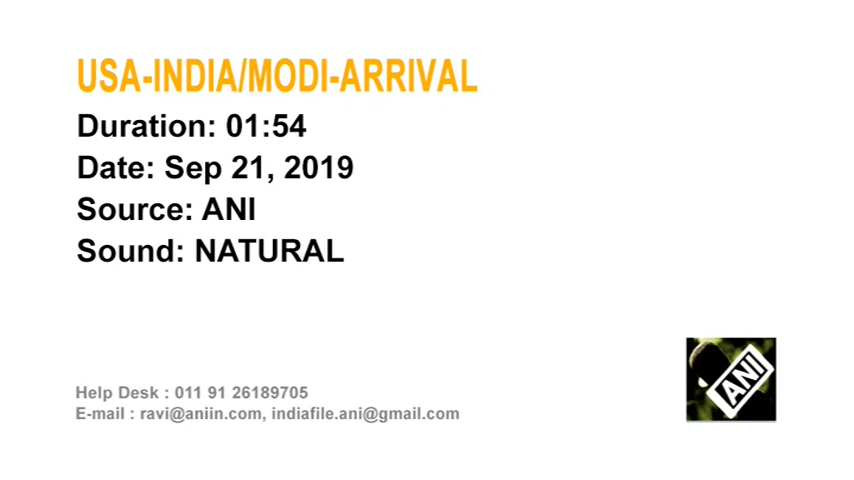 USA-INDIA/MODI-ARRIVAL
Duration: 01:54
Date: Sep 21, 2019
Source: ANI
Sound: NATURAL
Help Desk : 011 91 26189705
E-mail : ravi@aniin.com, indiafile.ani@gmail.com
ANI